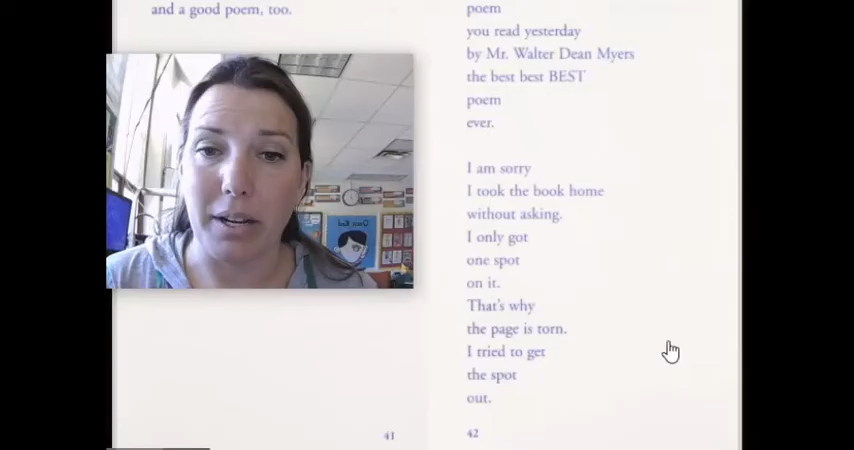 and a good poem, too.
41
poem
you read yesterday
by Mr. Walter Dean Myers
the best best BEST
poem
ever.
I am sorry
I took the book home
without asking.
I only got
one spot
on it.
That's why
the page is torn.
I tried to get
the spot
out.
42